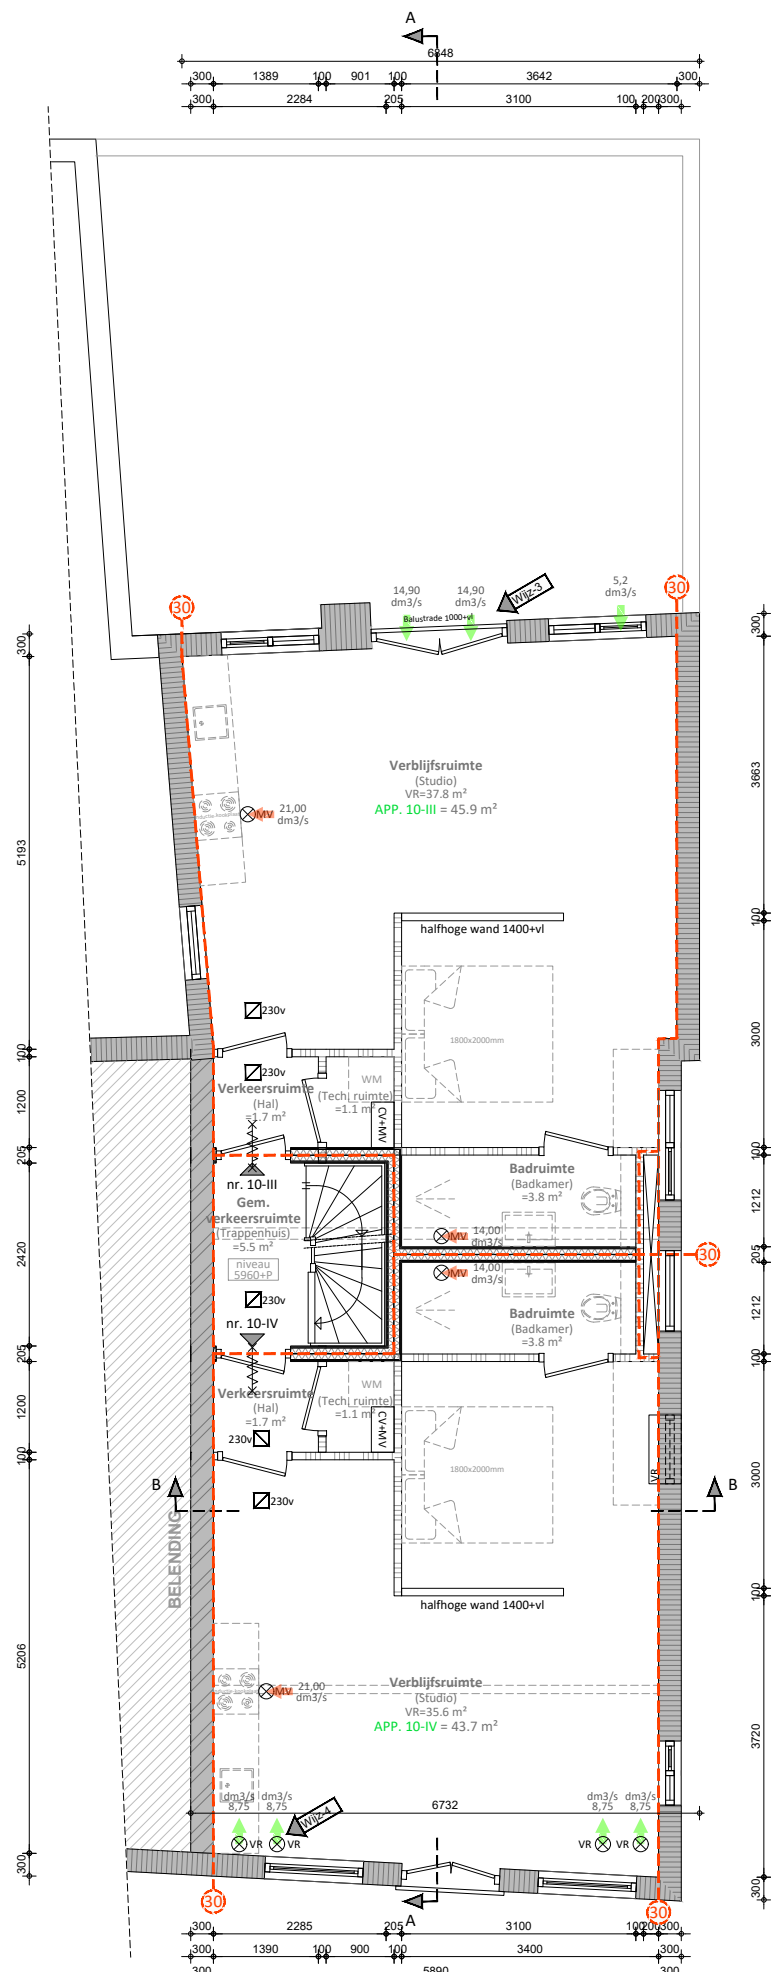 A
6848
300 1389 100 901 100 3642 300
300 2284 205 3100 100 200 300
30
30
14,90
dm3/s
14,90
dm3/s
Wijz-3
5,2
dm3/s
Balustrade 1000+vl
300
300
Verblijfsruimte
(Studio)
VR=37.8 m²
APP. 10-III = 45.9 m²
MV
21,00
dm3/s
3663
5193
100
halfhoge wand 1400+vl
230v
1800x2000mm
3000
100
230v
WM
Verkeersruimte
(Hal)
=1.7 m²
(Tech. ruimte)
=1.1 m²
CV+MV
1200
205
100
nr. 10-III
Badruimte
(Badkamer)
=3.8 m²
1212
Gem.
verkeersruimte
(Trappenhuis)
=5.5 m²
niveau
5960+P
14,00
dm3/s
MV
205
30
2420
MV
14,00
dm3/s
230v
Badruimte
(Badkamer)
=3.8 m²
1212
nr. 10-IV
205
100
Verkeersruimte
(Hal)
=1.7 m²
WM
(Tech. ruimte)
=1.1 m²
CV+MV
1200
230v
100
VR
1800x2000mm
3000
B
B
230v
BELENDING
100
halfhoge wand 1400+vl
5206
Verblijfsruimte
(Studio)
VR=35.6 m²
APP. 10-IV = 43.7 m²
MV
21,00
dm3/s
3720
dm3/s
8,75
dm3/s
8,75
dm3/s
8,75
dm3/s
8,75
Wijz-4
6732
VR
VR
VR
VR
300
300
30
30
A
300 2285 205 3100 100 200 300
300 1390 100 900 100 3400 300
300 5890 300